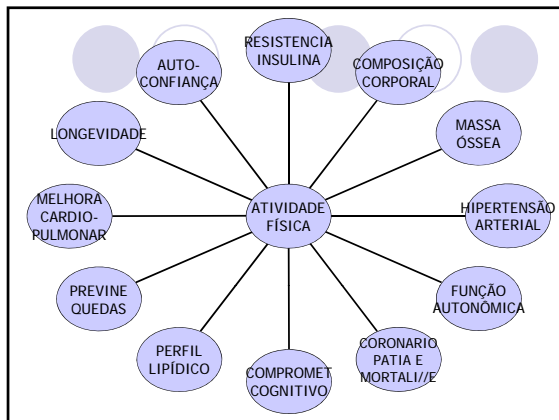 RESISTENCIA
INSULINA
COMPOSIÇÃO
CORPORAL
MASSA
ÓSSEA
HIPERTENSÃO
ARTERIAL
FUNÇÃO
AUTONÔMICA
CORONARIO
PATIA E
MORTALI//E
COMPROMET
COGNITIVO
PERFIL
LIPÍDICO
PREVINE
QUEDAS
MELHORA
CARDIO-
PULMONAR
LONGEVIDADE
AUTO-
CONFIANÇA
ATIVIDADE
FÍSICA